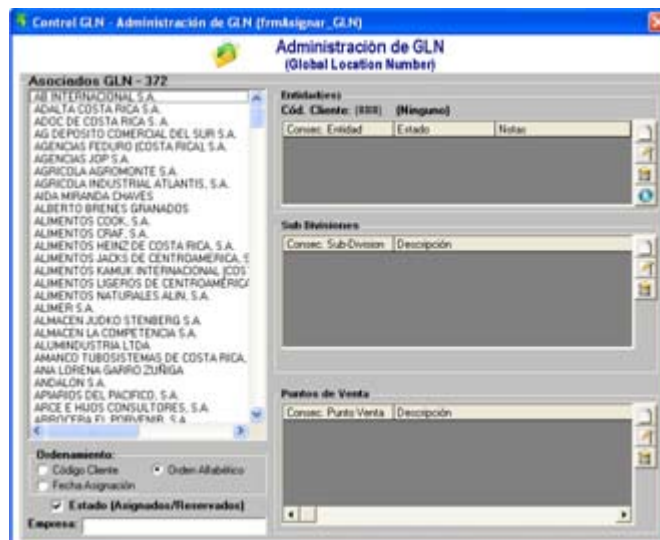 Control GLN - Administración de GLN (frmAsignar_GLN)
Administración de GLN
(Global Location Number)
Asociados GLN - 372
AB INTERNACIONAL S.A.
ADALTA COSTA RICA S.A.
ADOC DE COSTA RICA S. A.
AG DEPOSITO COMERCIAL DEL SUR S.A.
AGENCIAS FEDURO (COSTA RICA), S.A.
AGENCIAS JOP S.A.
AGRICOLA AGROMONTE S.A.
AGRICOLA INDUSTRIAL ATLANTIS, S.A.
AIDA MIRANDA CHAVES
ALBERTO BRENES GRANADOS
ALIMENTOS COOK, S.A.
ALIMENTOS CRAF, S.A.
ALIMENTOS HEINZ DE COSTA RICA, S.A.
ALIMENTOS JACKS DE CENTROAMERICA, S
ALIMENTOS KAMUK INTERNACIONAL (COS
ALIMENTOS LIGEROS DE CENTROAMÉRICA
ALIMENTOS NATURALES ALIN, S.A.
ALIMER S.A.
ALMACEN JUDKO STENBERG S.A.
ALMACEN LA COMPETENCIA S.A.
ALUMINDUSTRIA LTDA
AMANCO TUBOSISTEMAS DE COSTA RICA,
ANA LORENA GARRO ZUÑIGA
ANDALON S.A.
APIARIOS DEL PACIFICO, S.A.
ARCE E HIJOS CONSULTORES, S.A.
ARROCERA EL PORVENIR, S.A.
Ordenamiento:
Código Cliente
Orden Alfabético
Fecha Asignación
Estado (Asignados/Reservados)
Empresa:
Cód. Cliente:
(Ninguno)
Consec. Entidad
Estado
Notas
Sub Divisiones
Consec. Sub-Division
Descripción
Puntos de Venta
Consec. Punto Venta
Descripción